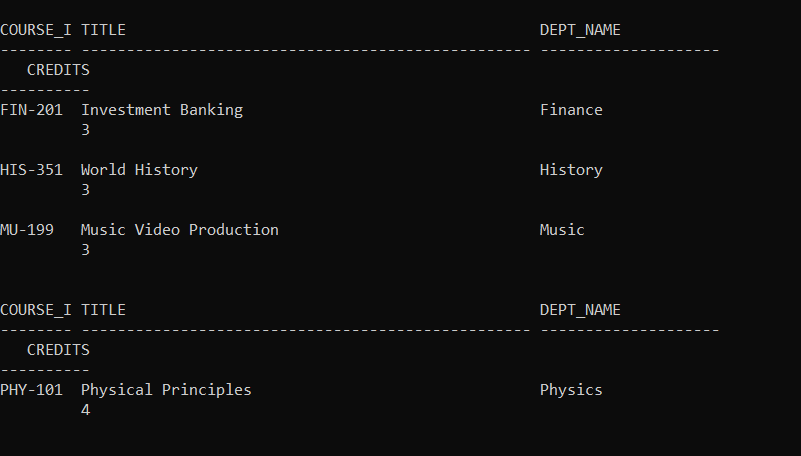 COURSE_I TITLE                                              DEPT_NAME
-------- -------------------------------------------------- --------------------
   CREDITS
----------
FIN-201  Investment Banking                                 Finance
         3
HIS-351  World History                                      History
         3
MU-199   Music Video Production                             Music
         3
COURSE_I TITLE                                              DEPT_NAME
-------- -------------------------------------------------- --------------------
   CREDITS
----------
PHY-101  Physical Principles                                Physics
         4